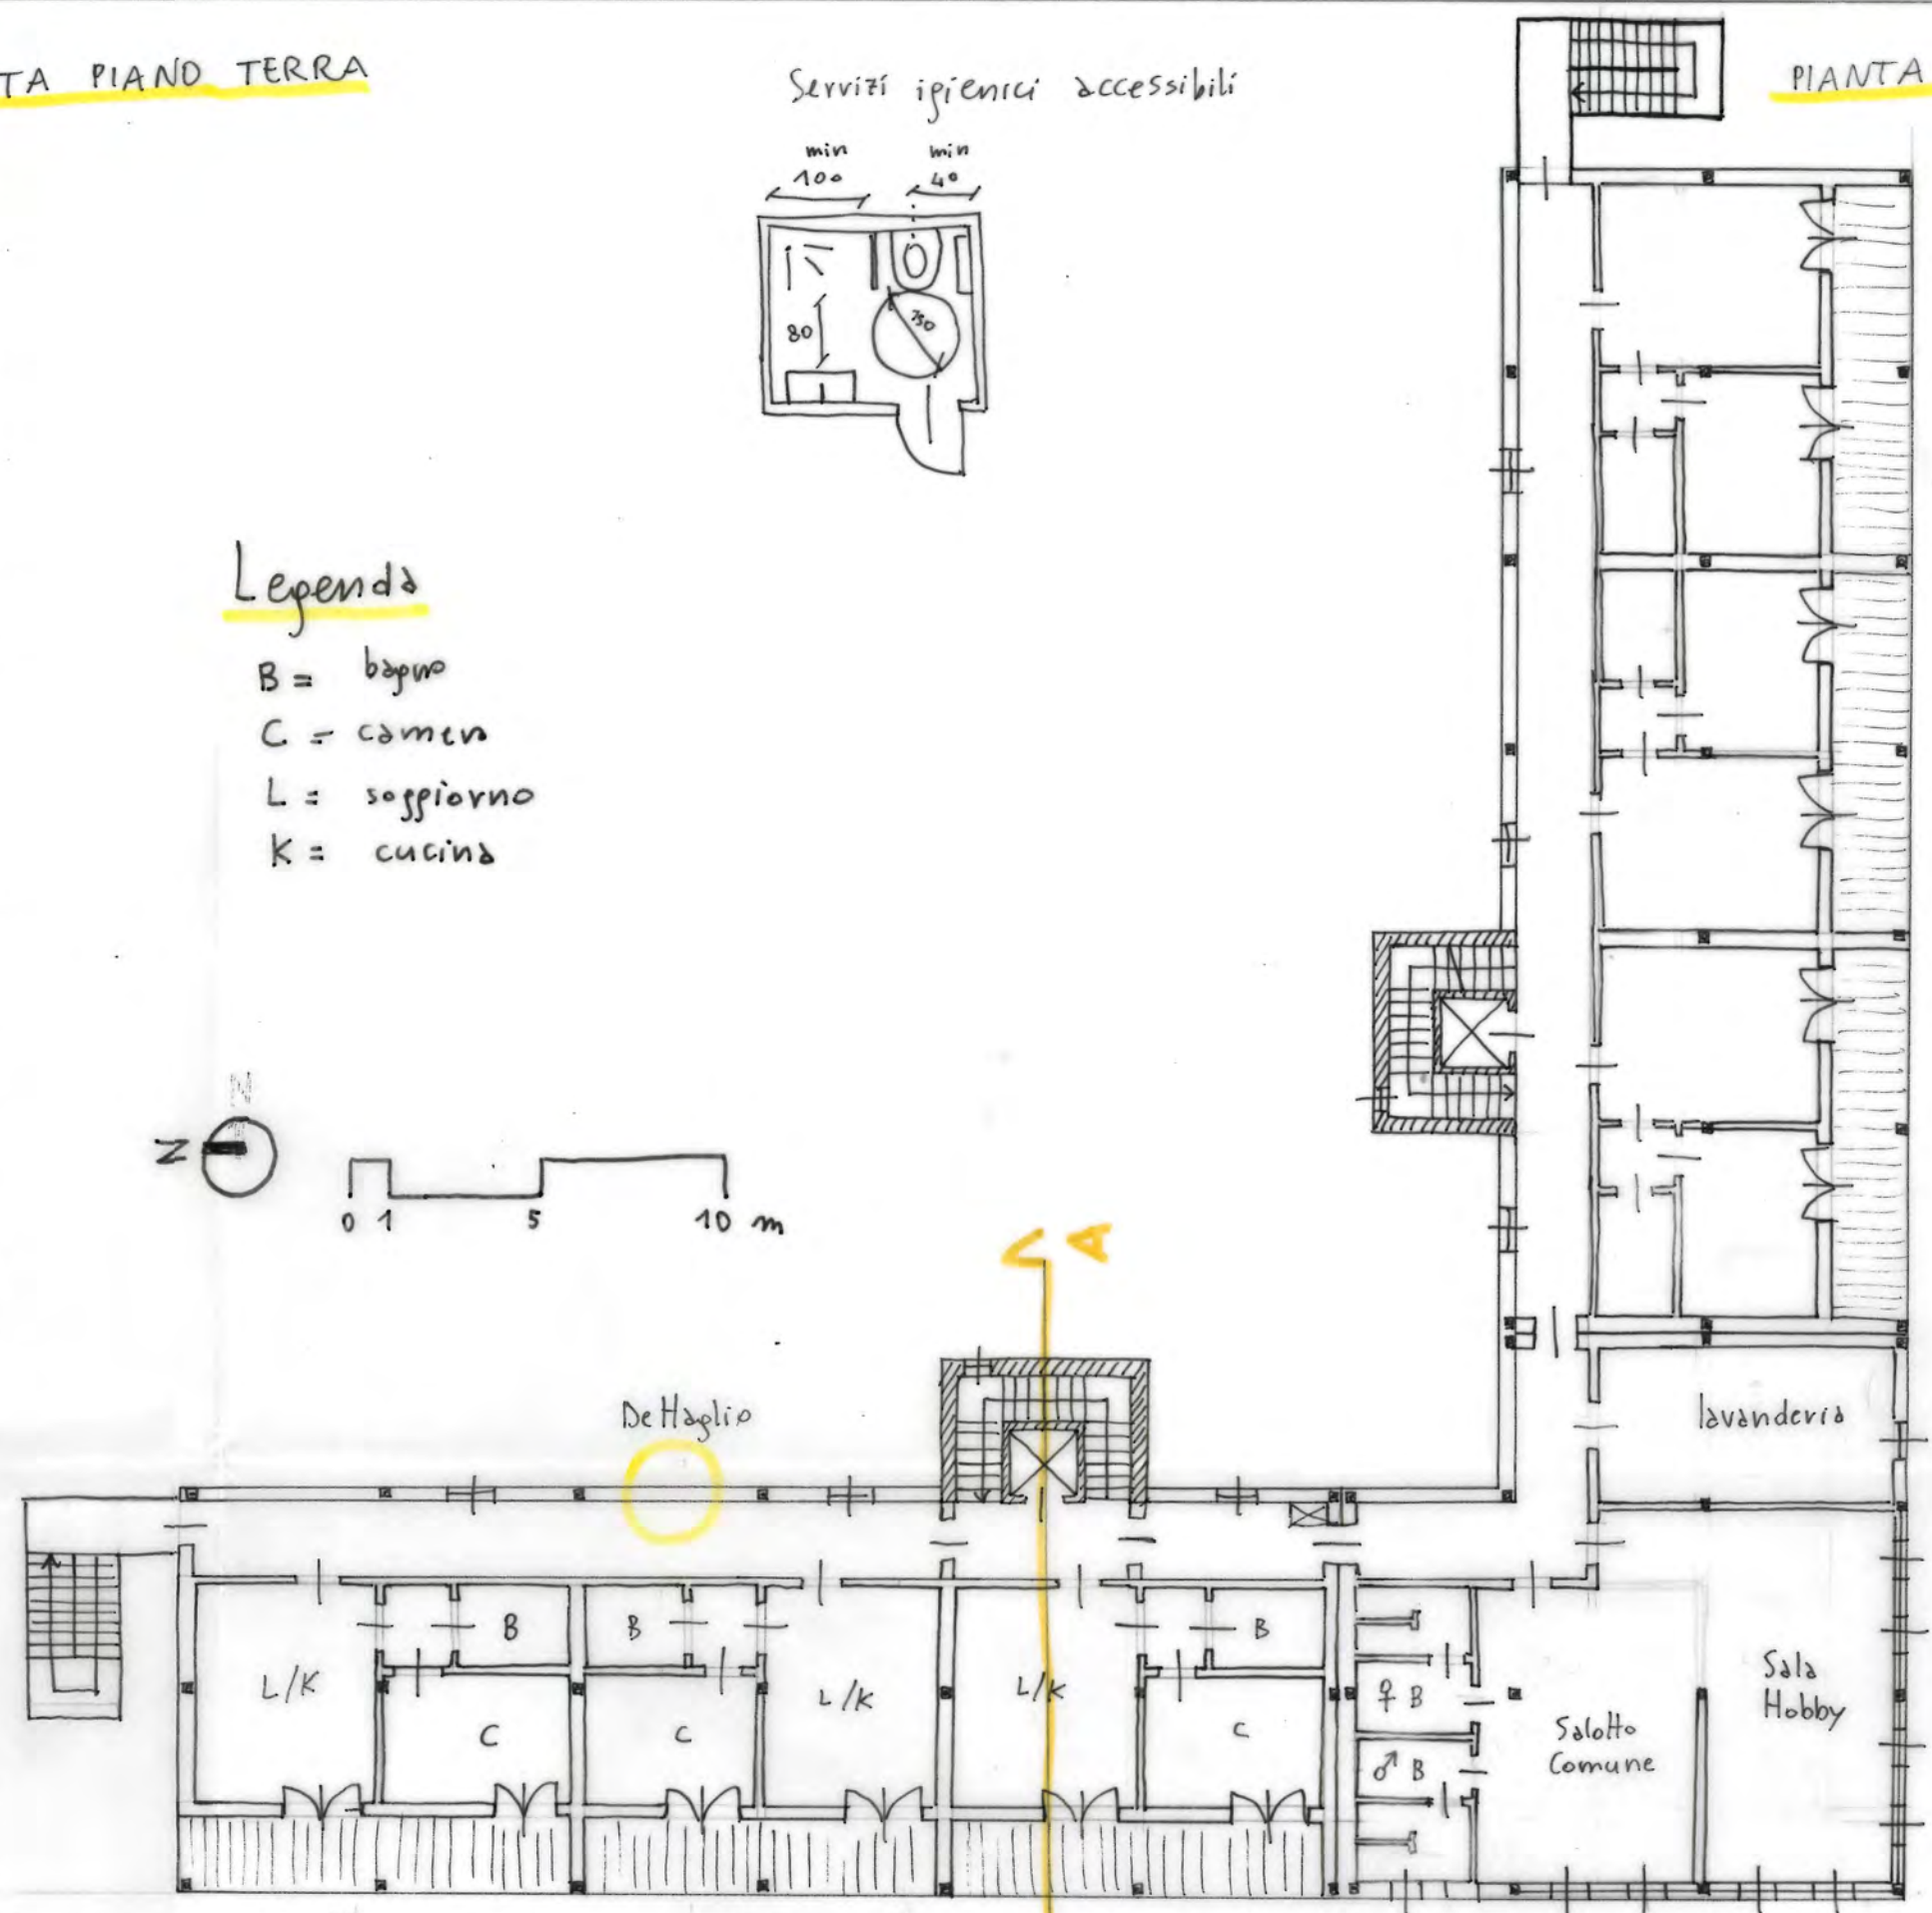 TA PIANO TERRA
Servizi igienici accessibili
PIANTA
min
100
min
40
80
150
Legenda
B = bagno
C = camera
L = soggiorno
K = cucina
N
N
0 1 5 10 m
A
Dettaglio
lavanderia
B
B
B
L/K
L/K
L/K
C
C
C
♀ B
♂ B
Salotto
Comune
Sala
Hobby